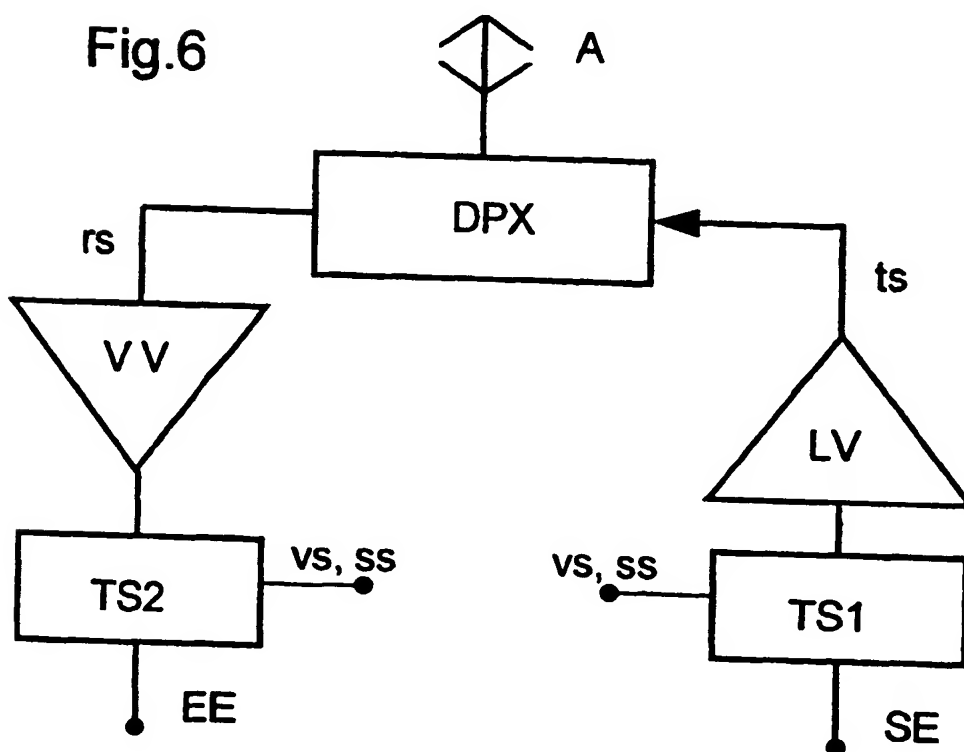 Fig.6
A
DPX
rs
ts
V V
LV
TS2
vs, ss
vs, ss
TS1
EE
SE